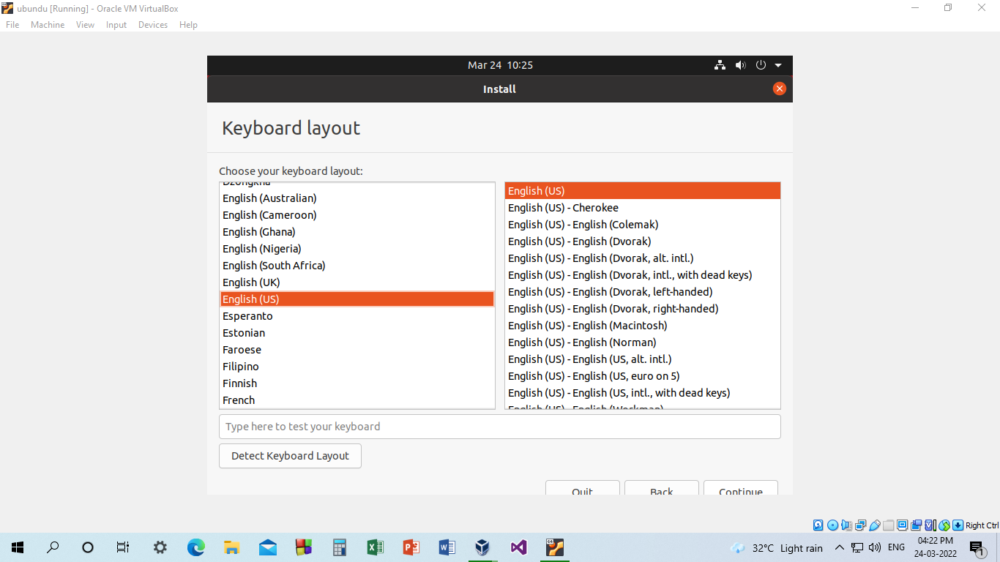 ubundu [Running] - Oracle VM VirtualBox
File Machine View Input Devices Help
Mar 24 10:25
Install
Keyboard layout
Choose your keyboard layout:
Dzongkha
English (Australian)
English (Cameroon)
English (Ghana)
English (Nigeria)
English (South Africa)
English (UK)
English (US)
Esperanto
Estonian
Faroese
Filipino
Finnish
French
English (US)
English (US) - Cherokee
English (US) - English (Colemak)
English (US) - English (Dvorak)
English (US) - English (Dvorak, alt. intl.)
English (US) - English (Dvorak, intl., with dead keys)
English (US) - English (Dvorak, left-handed)
English (US) - English (Dvorak, right-handed)
English (US) - English (Macintosh)
English (US) - English (Norman)
English (US) - English (US, alt. intl.)
English (US) - English (US, euro on 5)
English (US) - English (US, intl., with dead keys)
English (US) - English (Workman)
Type here to test your keyboard
Detect Keyboard Layout
Quit Back Continue
Right Ctrl
32°C Light rain
ENG
04:22 PM
24-03-2022
1
64